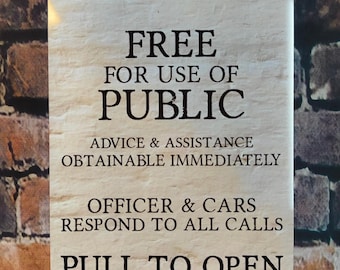 FREE
FOR USE OF
PUBLIC
ADVICE & ASSISTANCE
OBTAINABLE IMMEDIATELY
OFFICER & CARS
RESPOND TO ALL CALLS
PULL TO OPEN